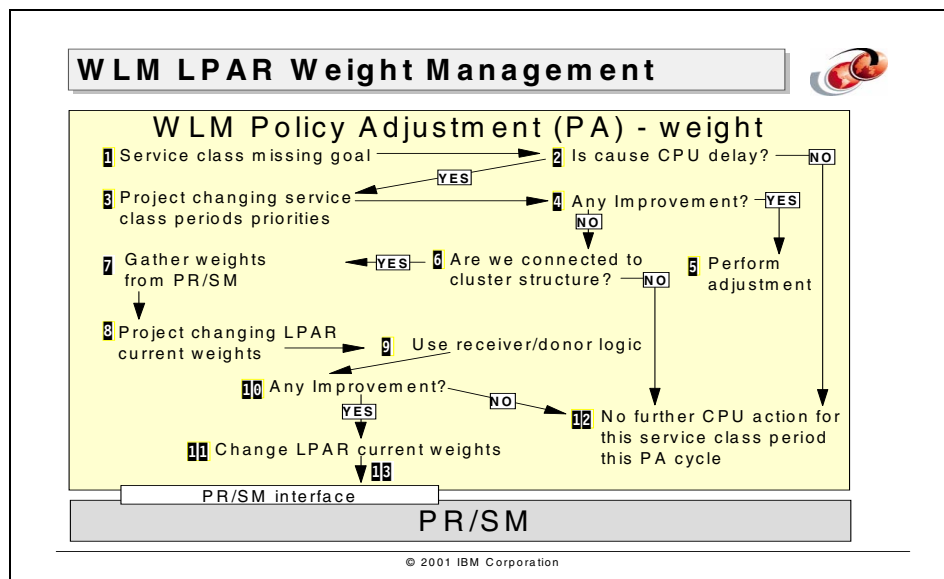 WLM LPAR Weight Management
WLM Policy Adjustment (PA) - weight
1 Service class missing goal
2 Is cause CPU delay?
NO
YES
3 Project changing service
class periods priorities
4 Any Improvement?
YES
NO
7 Gather weights
from PR/SM
YES
6 Are we connected to
cluster structure?
NO
5 Perform
adjustment
8 Project changing LPAR
current weights
9 Use receiver/donor logic
10 Any Improvement?
NO
YES
12 No further CPU action for
this service class period
this PA cycle
11 Change LPAR current weights
13
PR/SM interface
PR/SM
© 2001 IBM Corporation